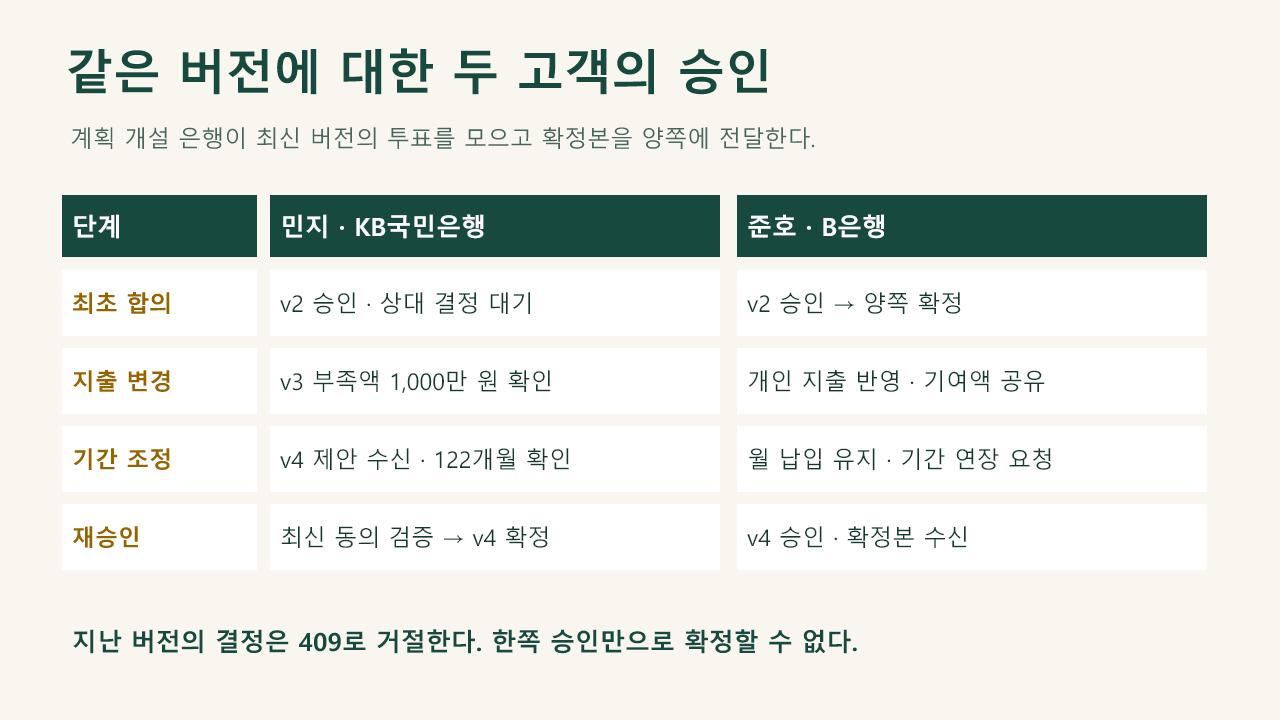 같은 버전에 대한 두 고객의 승인
계획 개설 은행이 최신 버전의 투표를 모으고 확정본을 양쪽에 전달한다.
단계
민지 · KB국민은행
준호 · B은행
최초 합의
v2 승인 · 상대 결정 대기
v2 승인 → 양쪽 확정
지출 변경
v3 부족액 1,000만 원 확인
개인 지출 반영 · 기여액 공유
기간 조정
v4 제안 수신 · 122개월 확인
월 납입 유지 · 기간 연장 요청
재승인
최신 동의 검증 → v4 확정
v4 승인 · 확정본 수신
지난 버전의 결정은 409로 거절한다. 한쪽 승인만으로 확정할 수 없다.